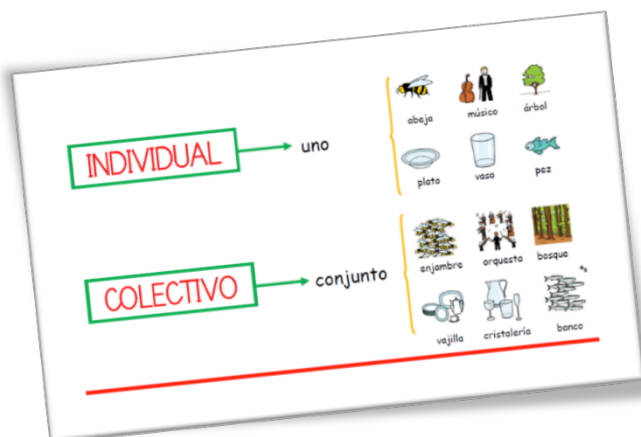 INDIVIDUAL
uno
abeja músico árbol
plato vaso pez
COLECTIVO
conjunto
enjambre orquesta bosque
vajilla cristalería banco